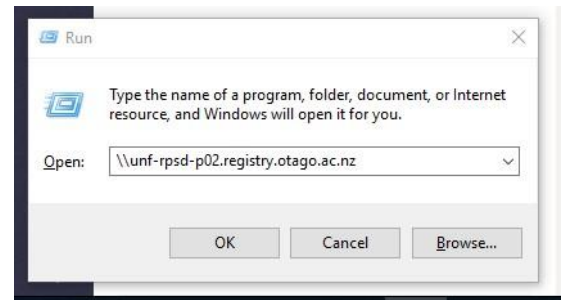 Run
Type the name of a program, folder, document, or Internet
resource, and Windows will open it for you.
Open: \\unf-rpsd-p02.registry.otago.ac.nz
OK Cancel Browse...